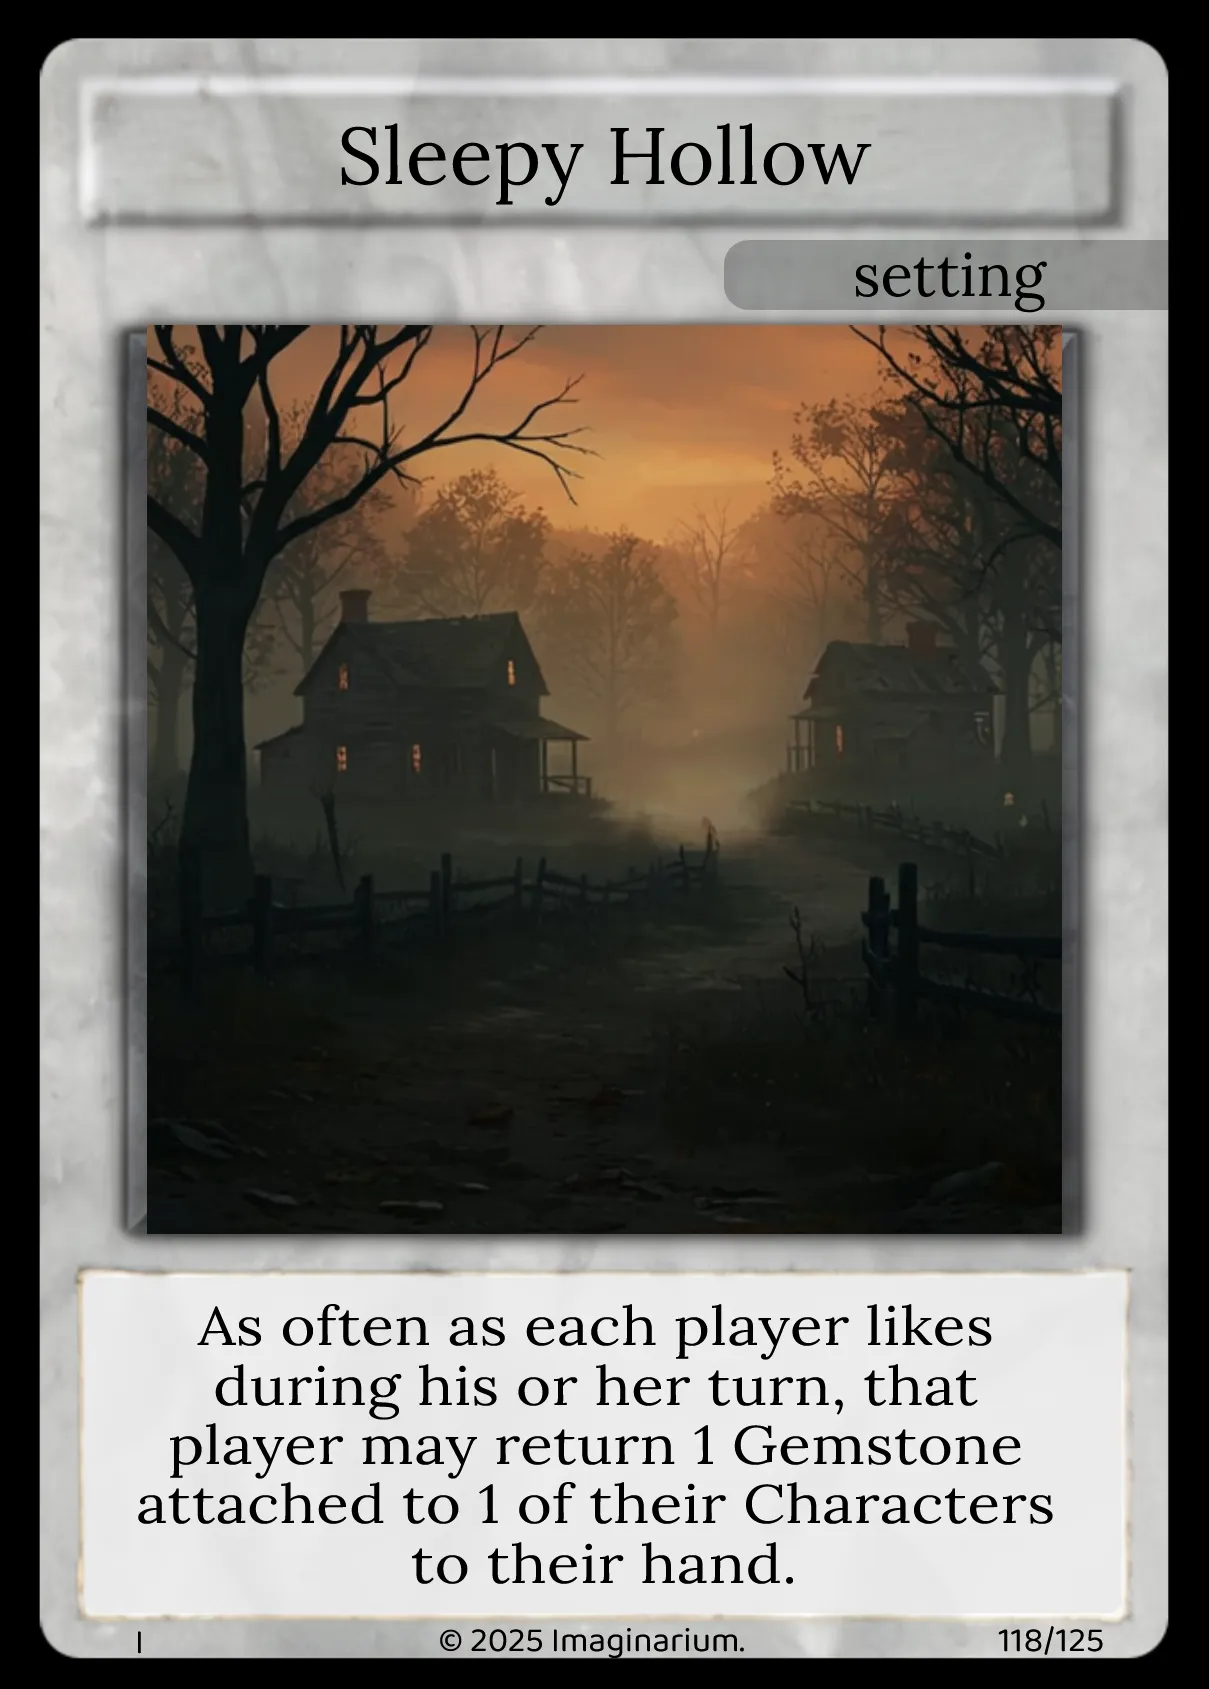 Sleepy Hollow
setting
As often as each player likes
during his or her turn, that
player may return 1 Gemstone
attached to 1 of their Characters
to their hand.
I © 2025 Imaginarium. 118/125